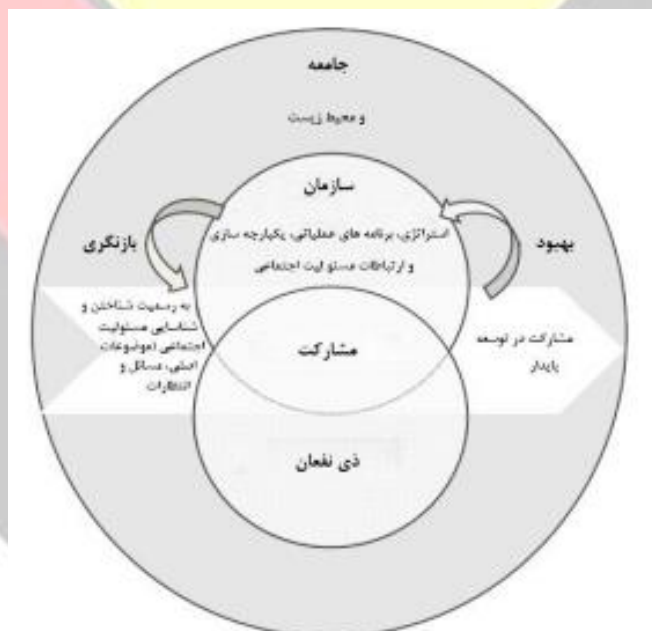 جامعه
و محیط زیست
سازمان
استراتژی، برنامه های عملیاتی، یکپارچه سازی
و ارتباطات مسئولیت اجتماعی
بهبود
بازنگری
به رسمیت شناختن و
شناسایی مسئولیت
اجتماعی (موضوعات
اصلی، مسائل و
انتظارات
مشارکت
مشارکت در توسعه
پایدار
ذی نفعان